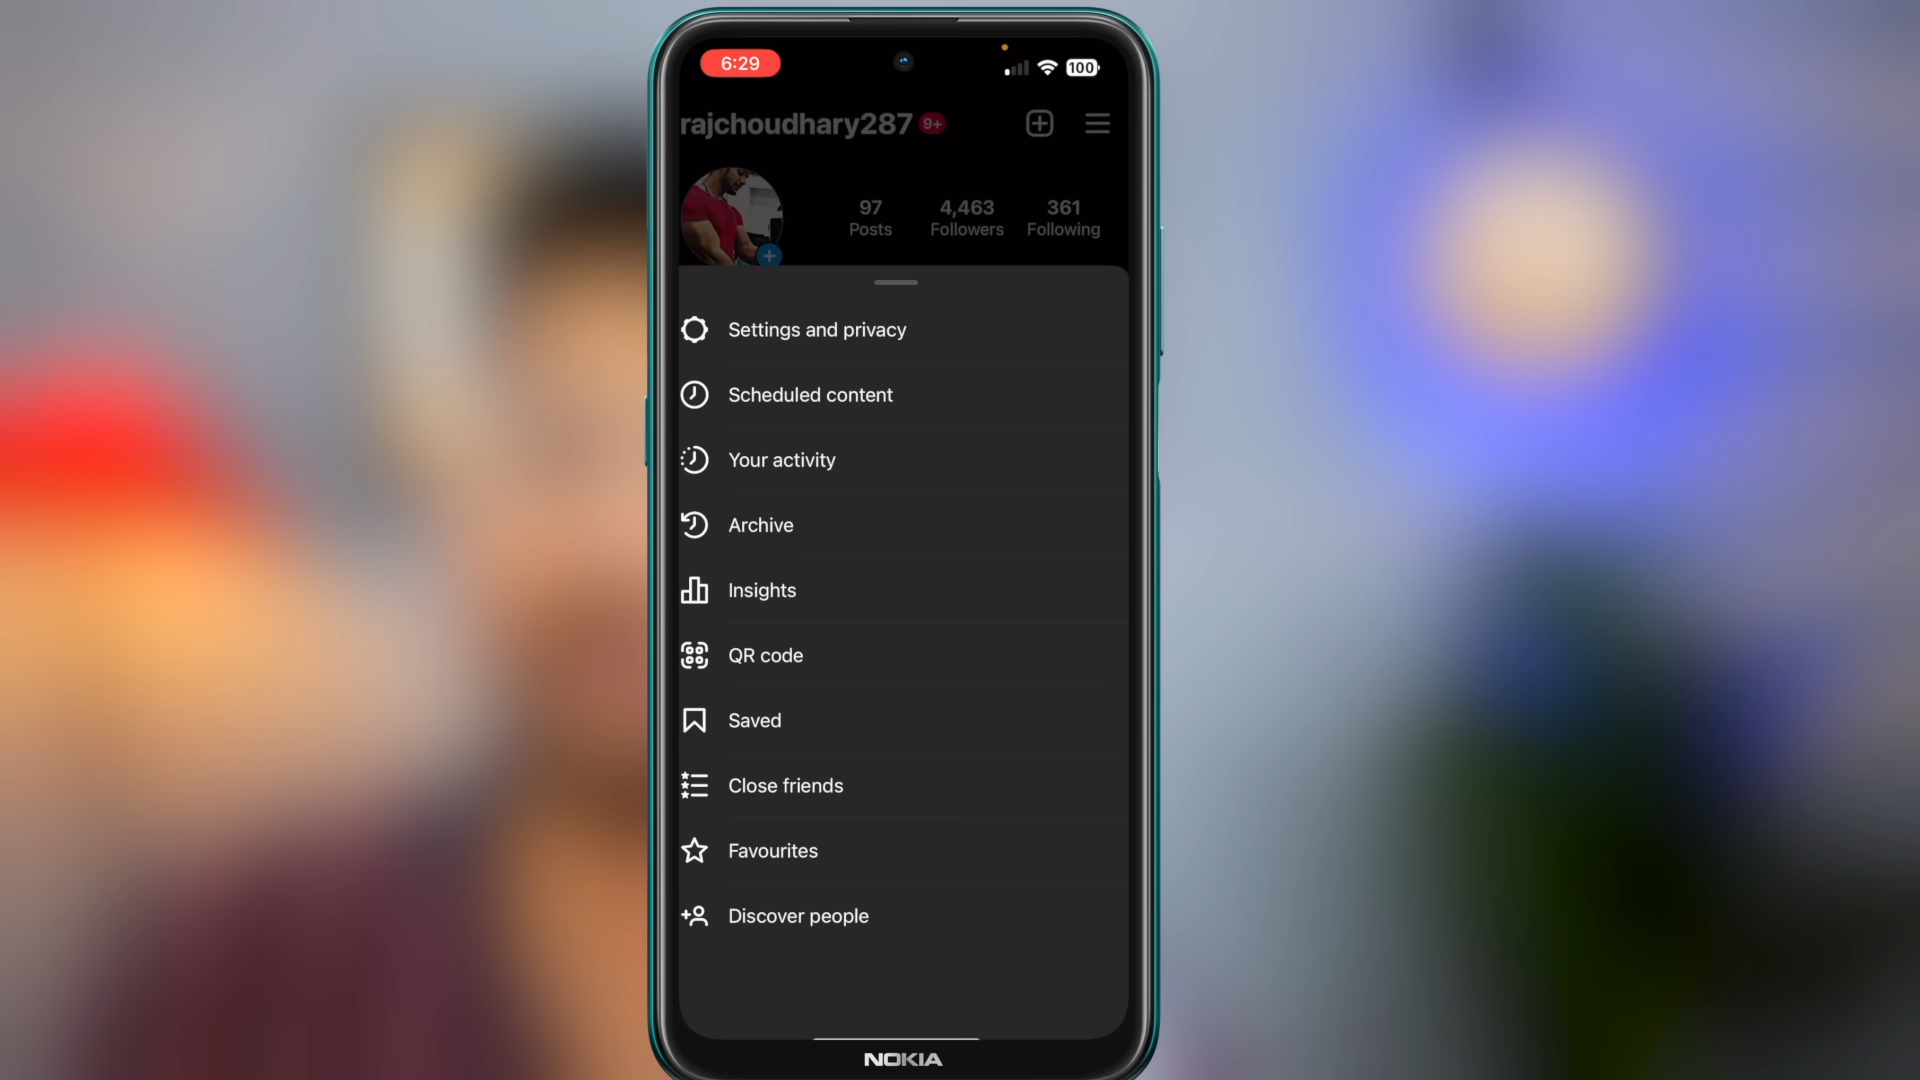 6:29
100
rajchoudhary287 9+
97 4,463 361
Posts Followers Following
Settings and privacy
Scheduled content
Your activity
Archive
Insights
QR code
Saved
Close friends
Favourites
Discover people
NOKIA